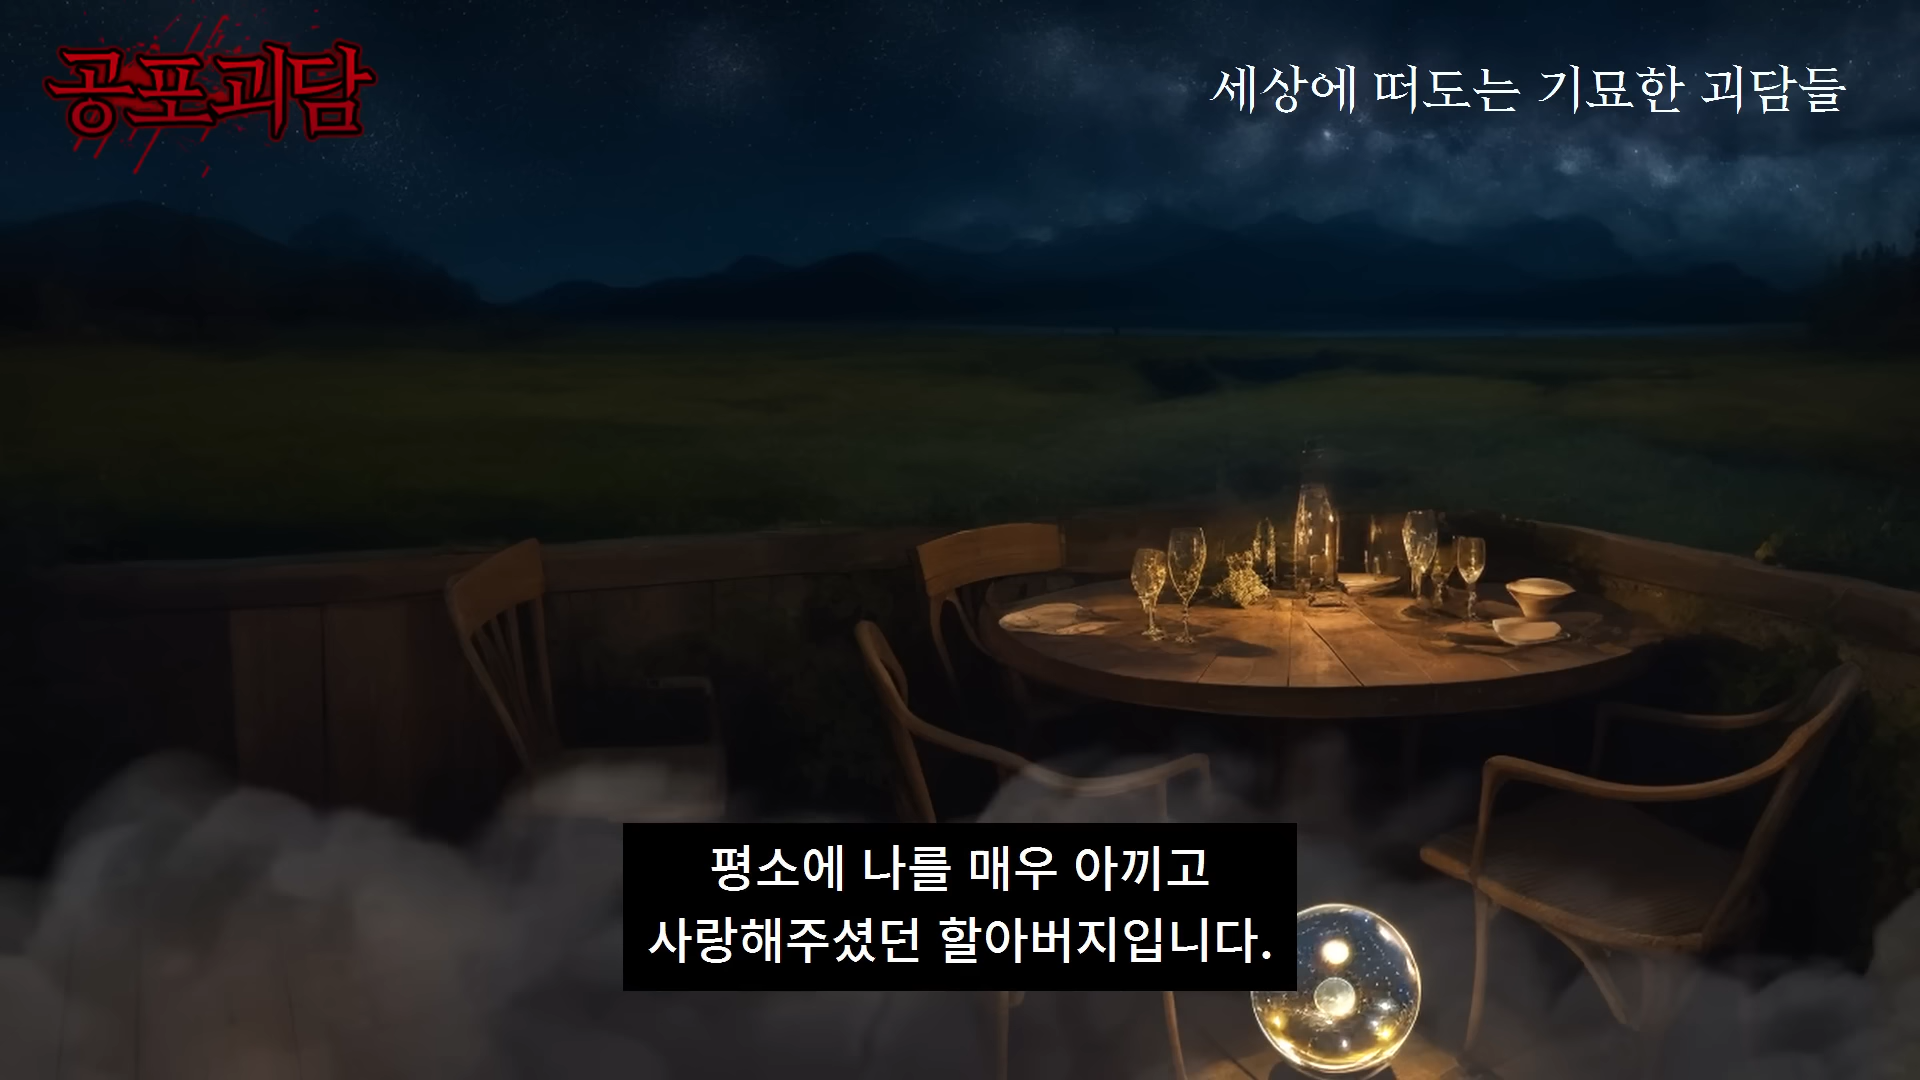 공포괴담
세상에 떠도는 기묘한 괴담들
평소에 나를 매우 아끼고
사랑해주셨던 할아버지입니다.